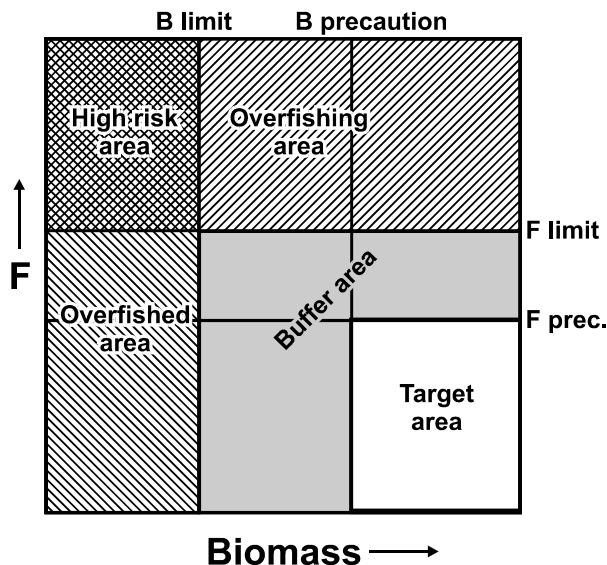 B limit
B precaution
High risk
area
Overfishing
area
F limit
F
Buffer area
Overfished
area
F prec.
Target
area
Biomass